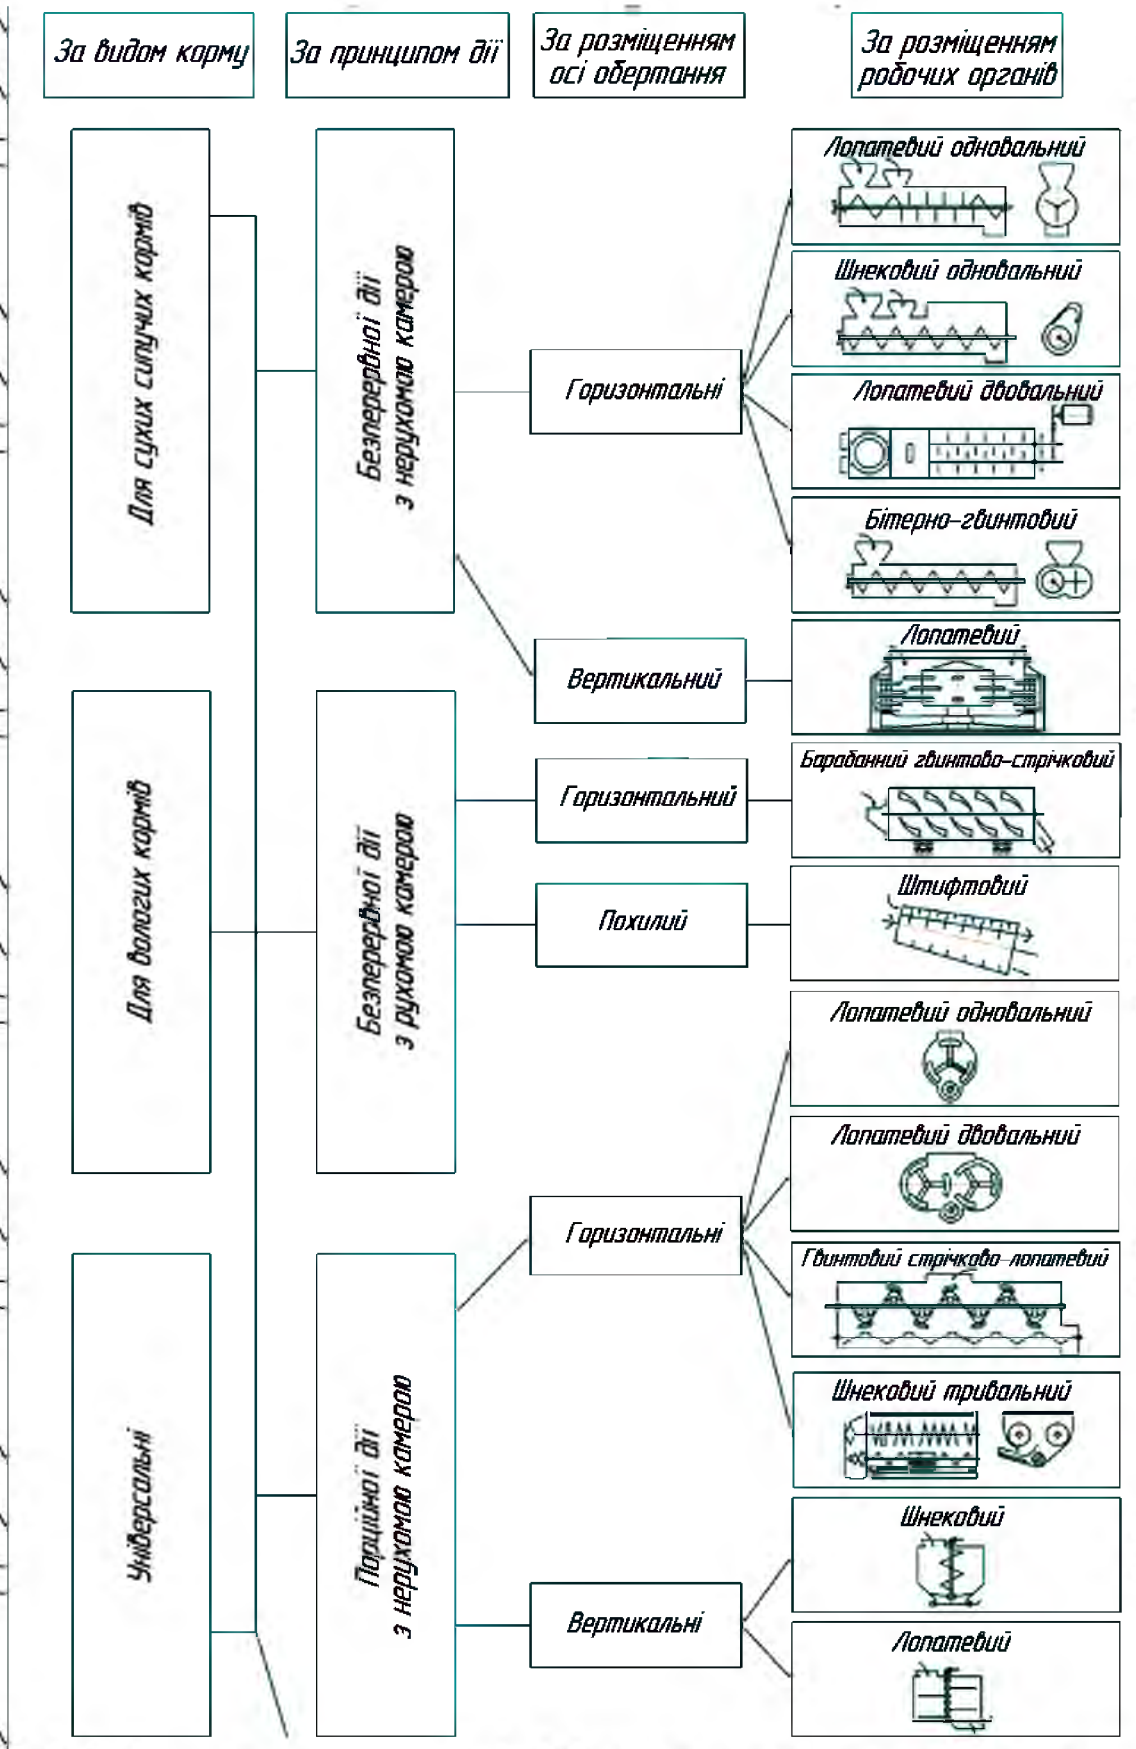 За видом корму
За принципом дії
За розміщенням
осі обертання
За розміщенням
робочих органів
Для сухих сипучих кормів
Безперервної дії
з нерухомою камерою
Горизонтальні
Лопатевий одновальний
Шнековий одновальний
Лопатевий двовальний
Бітерно-гвинтовий
Вертикальний
Лопатевий
Для вологих кормів
Безперервної дії
з рухомою камерою
Горизонтальний
Барабанний гвинтово-стрічковий
Похилий
Штифтовий
Універсальні
Порційної дії
з нерухомою камерою
Горизонтальні
Лопатевий одновальний
Лопатевий двовальний
Гвинтовий стрічково-лопатевий
Шнековий тривальний
Вертикальні
Шнековий
Лопатевий